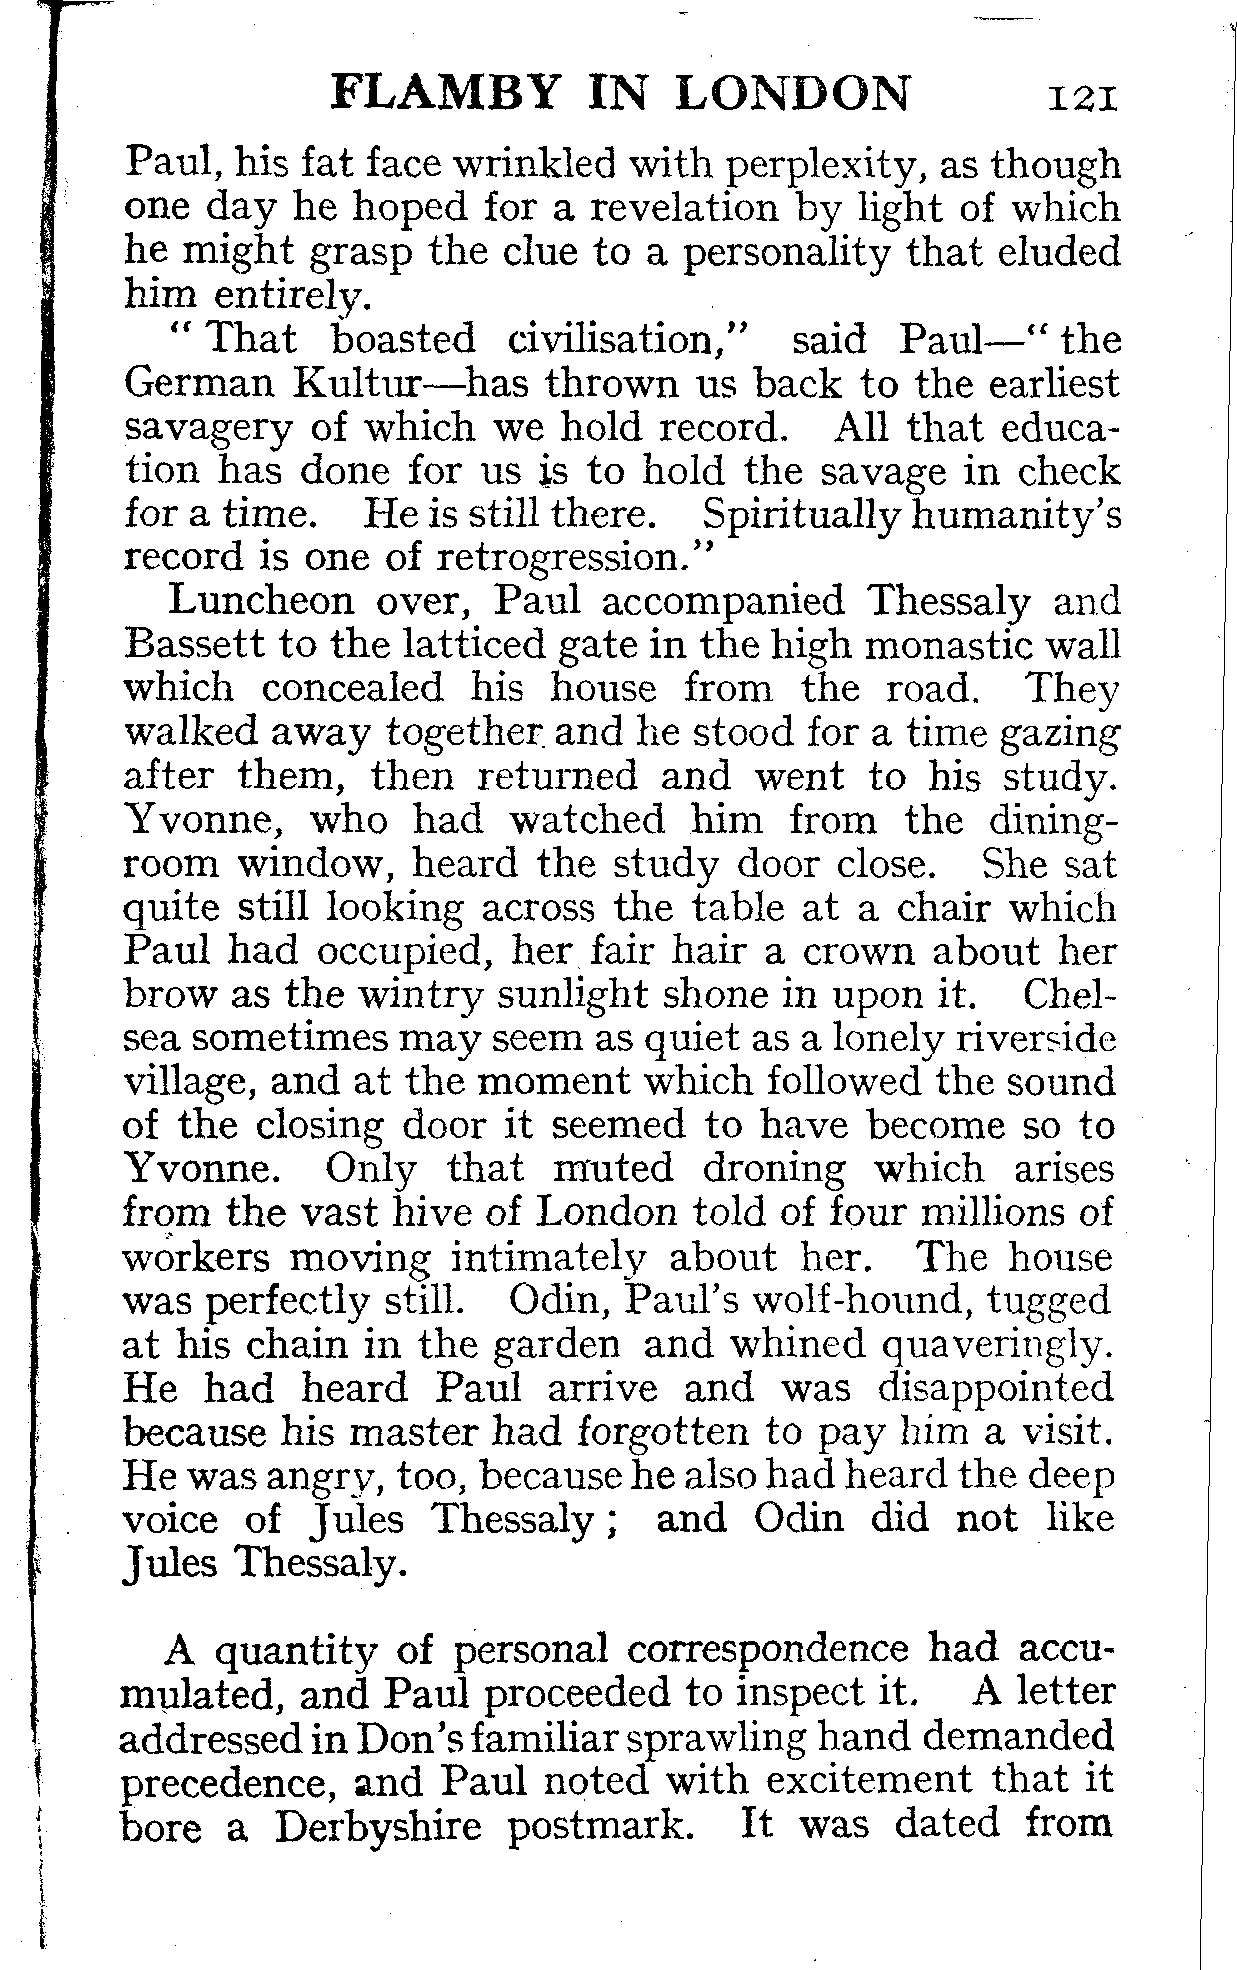 FLAMBY IN LONDON 121
Paul, his fat face wrinkled with perplexity, as though
one day he hoped for a revelation by light of which
he might grasp the clue to a personality that eluded
him entirely.
“ That boasted civilisation,” said Paul—“ the
German Kultur—has thrown us back to the earliest
savagery of which we hold record. All that educa-
tion has done for us is to hold the savage in check
for a time. He is still there. Spiritually humanity’s
record is one of retrogression.”
Luncheon over, Paul accompanied Thessaly and
Bassett to the latticed gate in the high monastic wall
which concealed his house from the road. They
walked away together and he stood for a time gazing
after them, then returned and went to his study.
Yvonne, who had watched him from the dining-
room window, heard the study door close. She sat
quite still looking across the table at a chair which
Paul had occupied, her fair hair a crown about her
brow as the wintry sunlight shone in upon it. Chel-
sea sometimes may seem as quiet as a lonely riverside
village, and at the moment which followed the sound
of the closing door it seemed to have become so to
Yvonne. Only that muted droning which arises
from the vast hive of London told of four millions of
workers moving intimately about her. The house
was perfectly still. Odin, Paul’s wolf-hound, tugged
at his chain in the garden and whined quaveringly.
He had heard Paul arrive and was disappointed
because his master had forgotten to pay him a visit.
He was angry, too, because he also had heard the deep
voice of Jules Thessaly ; and Odin did not like
Jules Thessaly.
A quantity of personal correspondence had accu-
mulated, and Paul proceeded to inspect it. A letter
addressed in Don’s familiar sprawling hand demanded
precedence, and Paul noted with excitement that it
bore a Derbyshire postmark. It was dated from